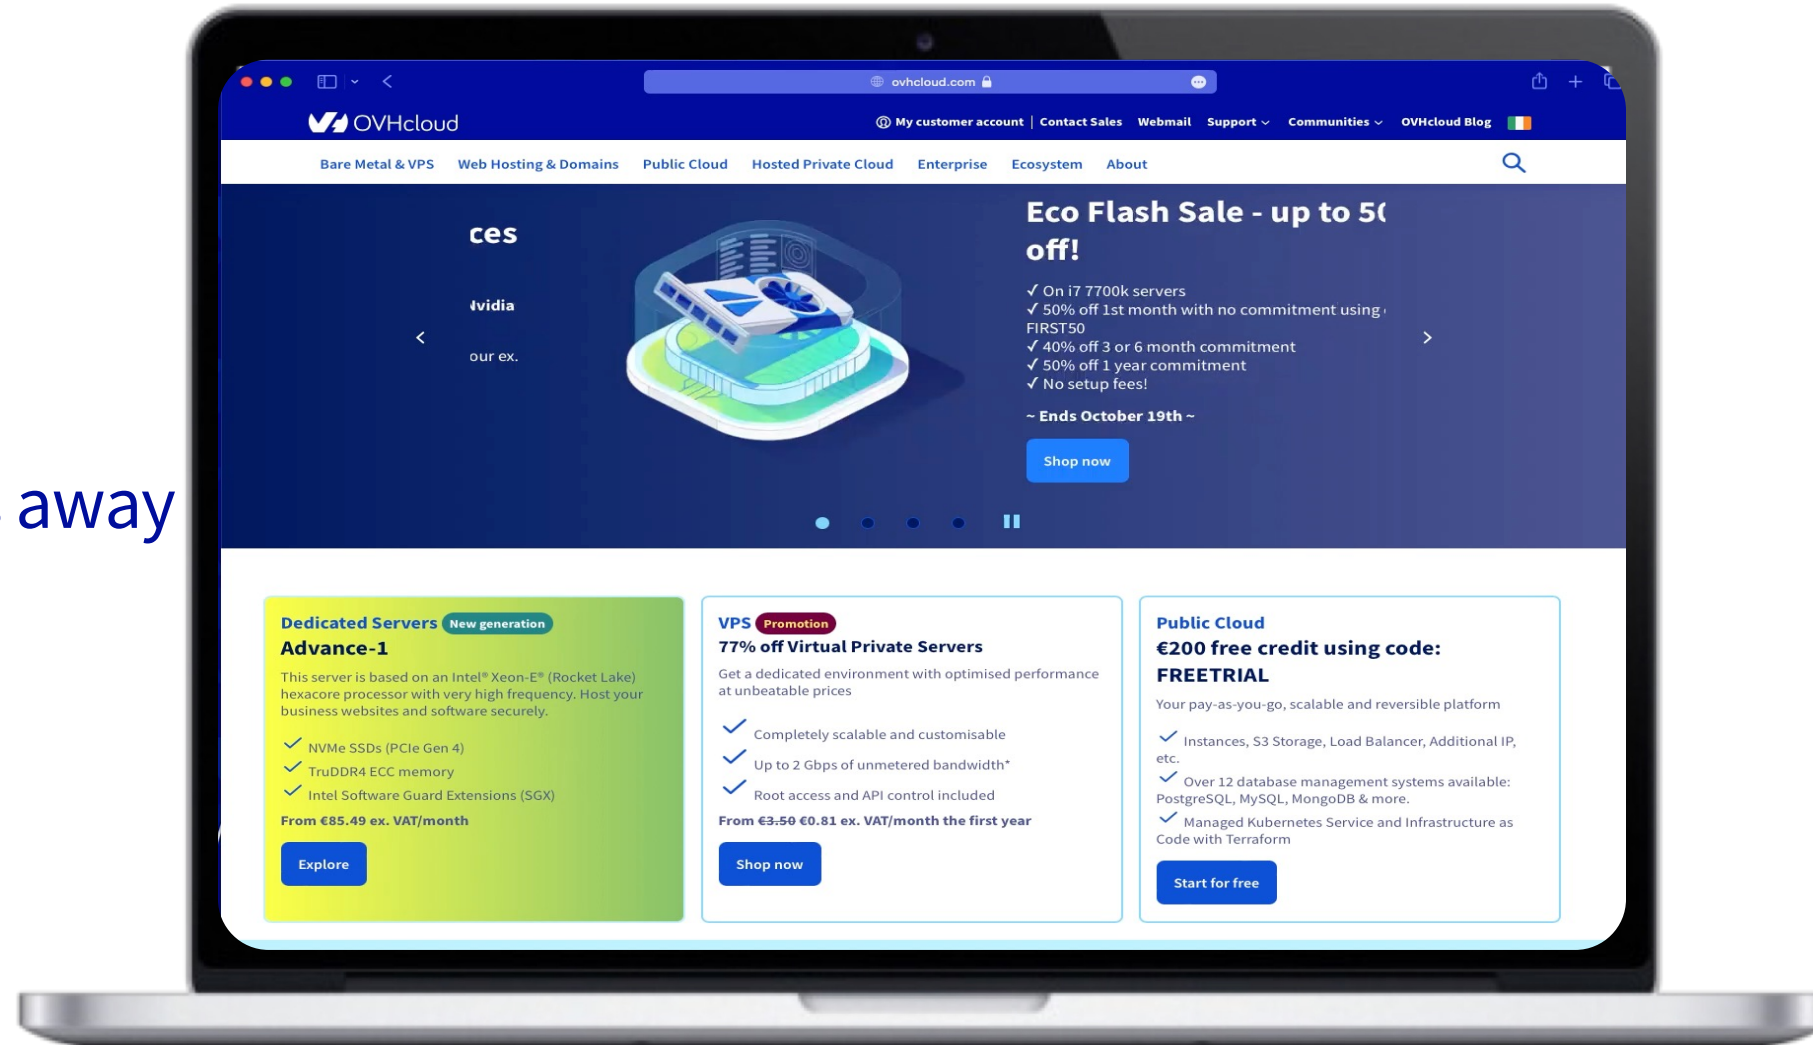 ovhcloud.com
OVHcloud
My customer account | Contact Sales Webmail Support Communities OVHcloud Blog
Bare Metal & VPS Web Hosting & Domains Public Cloud Hosted Private Cloud Enterprise Ecosystem About
ces
Nvidia
our ex.
Eco Flash Sale - up to 50
off!
✓ On i7 7700k servers
✓ 50% off 1st month with no commitment using
FIRST50
✓ 40% off 3 or 6 month commitment
✓ 50% off 1 year commitment
✓ No setup fees!
~ Ends October 19th ~
Shop now
away
Dedicated Servers New generation
Advance-1
This server is based on an Intel® Xeon-E® (Rocket Lake)
hexacore processor with very high frequency. Host your
business websites and software securely.
NVMe SSDs (PCIe Gen 4)
TruDDR4 ECC memory
Intel Software Guard Extensions (SGX)
From €85.49 ex. VAT/month
Explore
VPS Promotion
77% off Virtual Private Servers
Get a dedicated environment with optimised performance
at unbeatable prices
Completely scalable and customisable
Up to 2 Gbps of unmetered bandwidth*
Root access and API control included
From €3.50 €0.81 ex. VAT/month the first year
Shop now
Public Cloud
€200 free credit using code:
FREETRIAL
Your pay-as-you-go, scalable and reversible platform
Instances, S3 Storage, Load Balancer, Additional IP,
etc.
Over 12 database management systems available:
PostgreSQL, MySQL, MongoDB & more.
Managed Kubernetes Service and Infrastructure as
Code with Terraform
Start for free